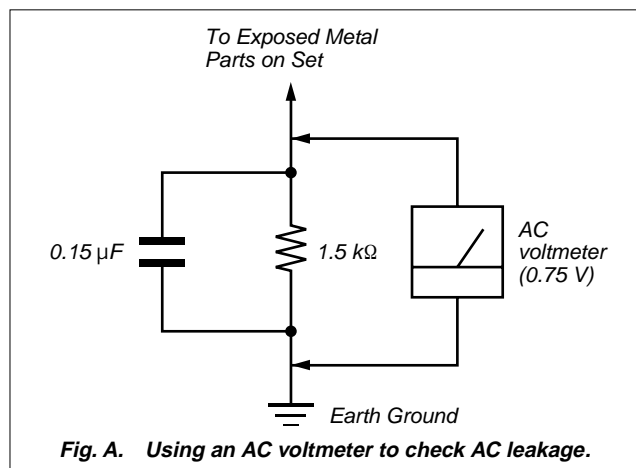 To Exposed Metal
Parts on Set
0.15 µF
1.5 kΩ
AC
voltmeter
(0.75 V)
Earth Ground
Fig. A. Using an AC voltmeter to check AC leakage.